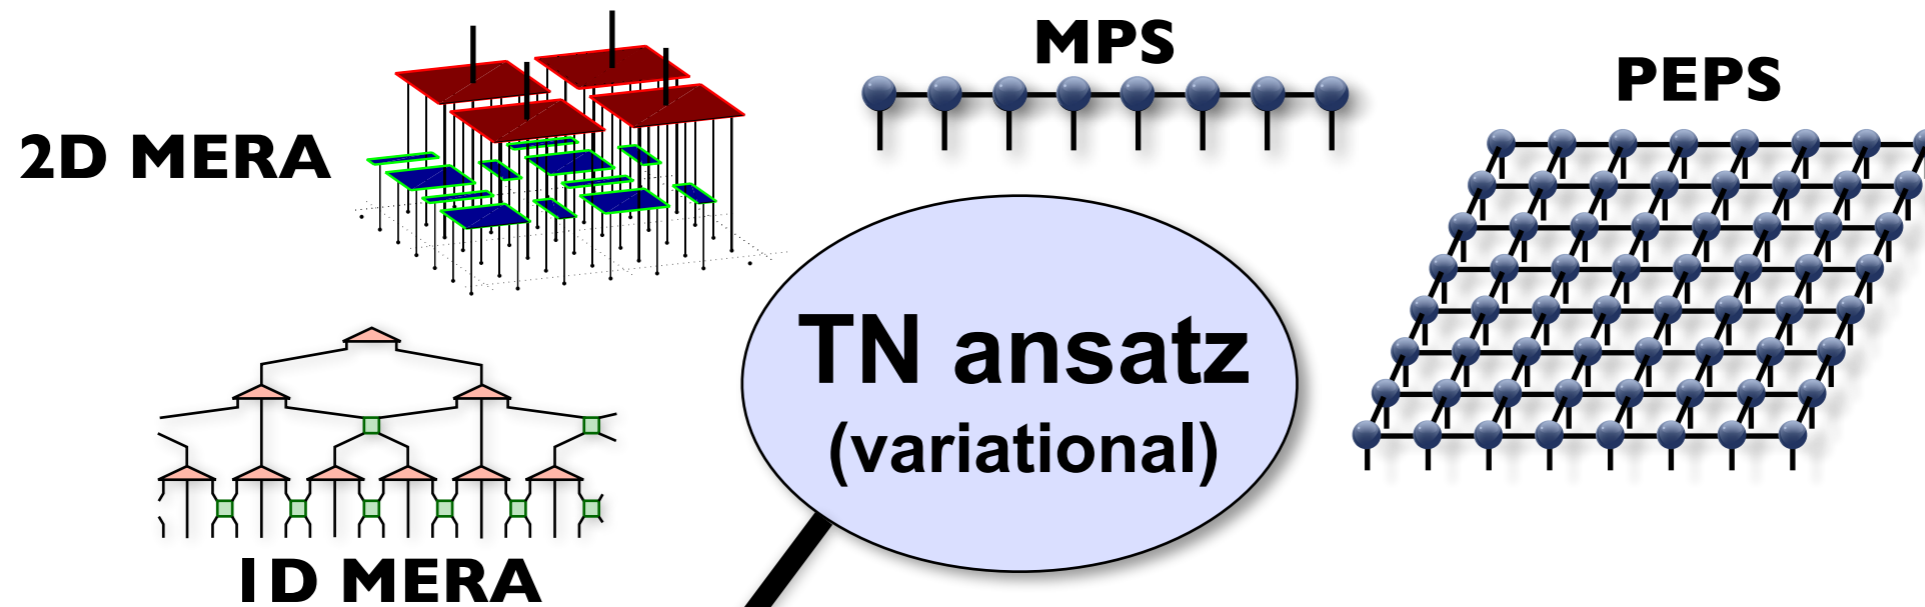 MPS
PEPS
2D MERA
TN ansatz
(variational)
1D MERA